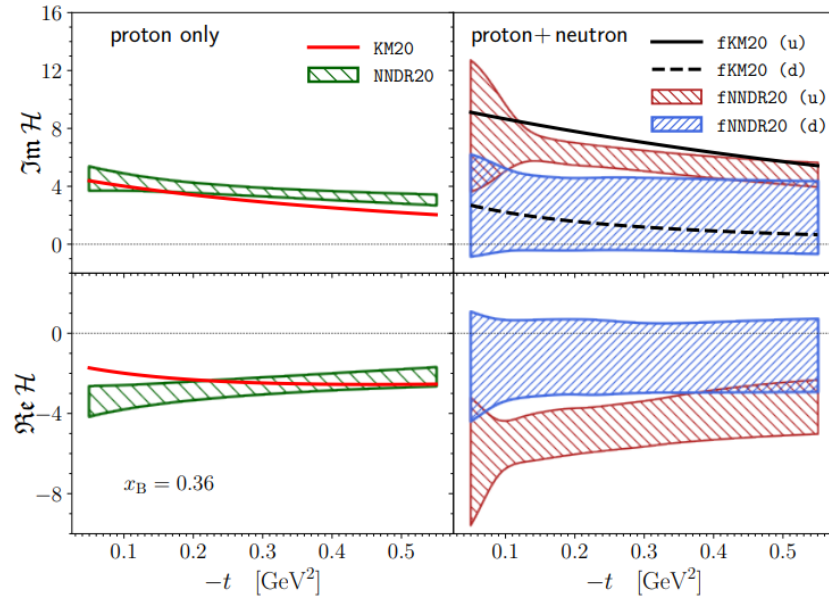 proton only
KM20
NNDR20
proton+neutron
fKM20 (u)
fKM20 (d)
fNNDR20 (u)
fNNDR20 (d)
16
12
8
4
0
ℑm ℋ
0
−4
−8
ℜe ℋ
x_B = 0.36
0.1 0.2 0.3 0.4 0.5
0.1 0.2 0.3 0.4 0.5
−t [GeV²]
−t [GeV²]